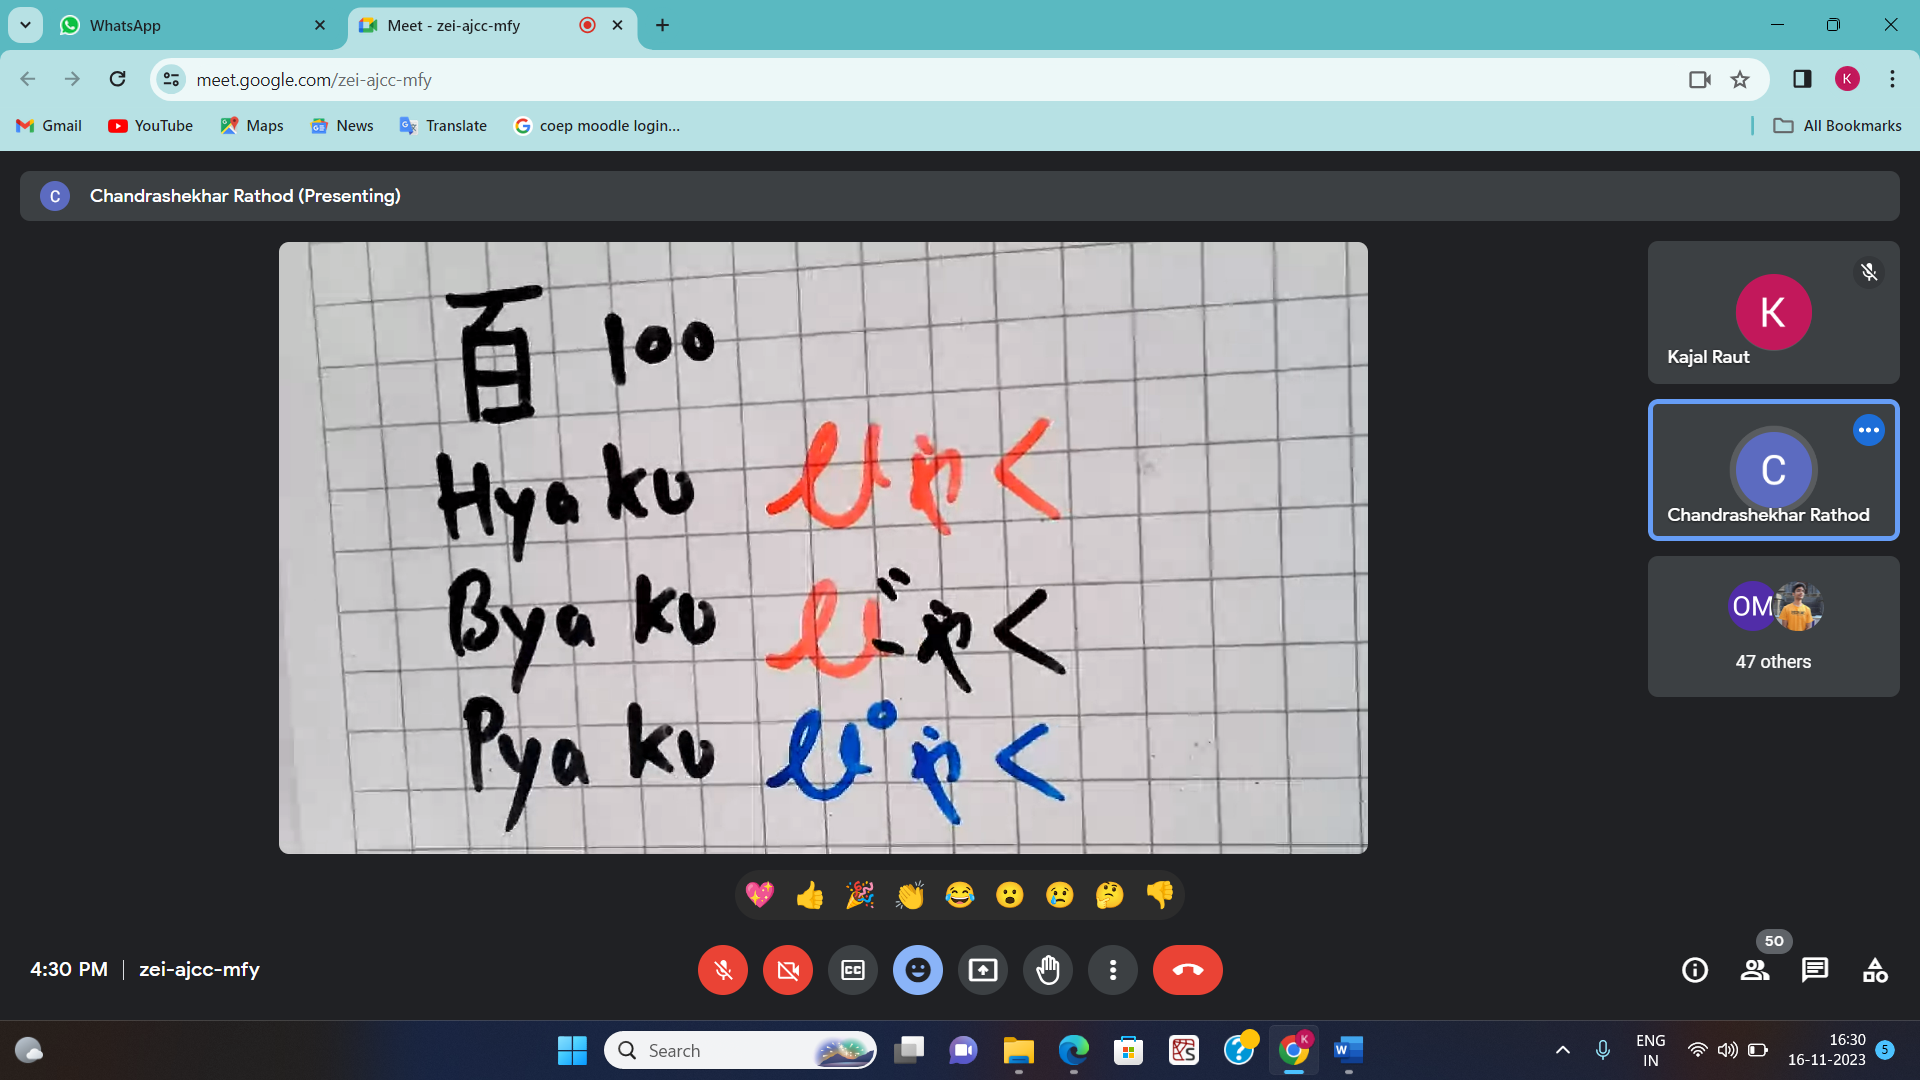 WhatsApp
Meet - zei-ajcc-mfy
meet.google.com/zei-ajcc-mfy
K
Gmail
YouTube
Maps
News
Translate
coep moodle login...
All Bookmarks
C
Chandrashekhar Rathod (Presenting)
百 100
Hyaku ひゃく
Byaku びゃく
Pyaku ぴゃく
K
Kajal Raut
C
Chandrashekhar Rathod
OM
47 others
4:30 PM | zei-ajcc-mfy
CC
50
Search
ENG
IN
16:30
16-11-2023
5